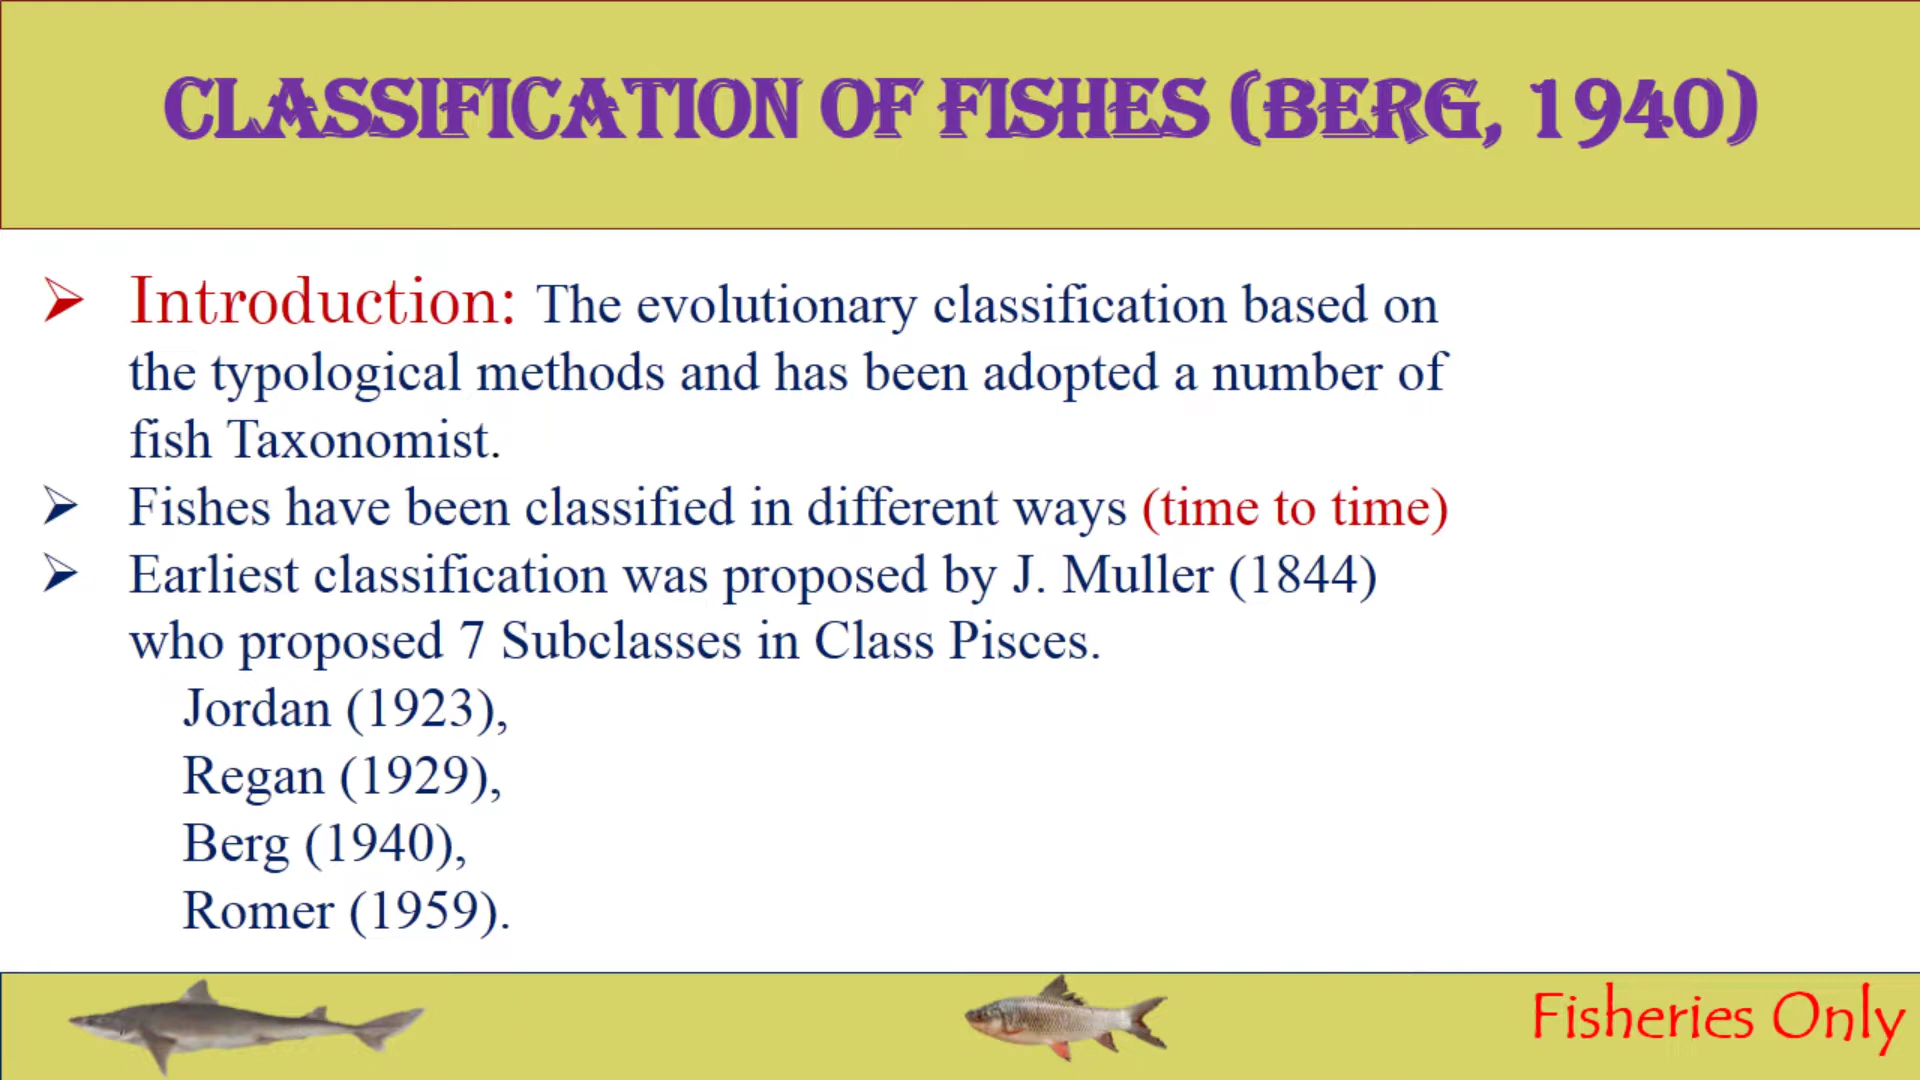 CLASSIFICATION OF FISHES (BERG, 1940)
Introduction: The evolutionary classification based on
the typological methods and has been adopted a number of
fish Taxonomist.
Fishes have been classified in different ways (time to time)
Earliest classification was proposed by J. Muller (1844)
who proposed 7 Subclasses in Class Pisces.
Jordan (1923),
Regan (1929),
Berg (1940),
Romer (1959).
Fisheries Only